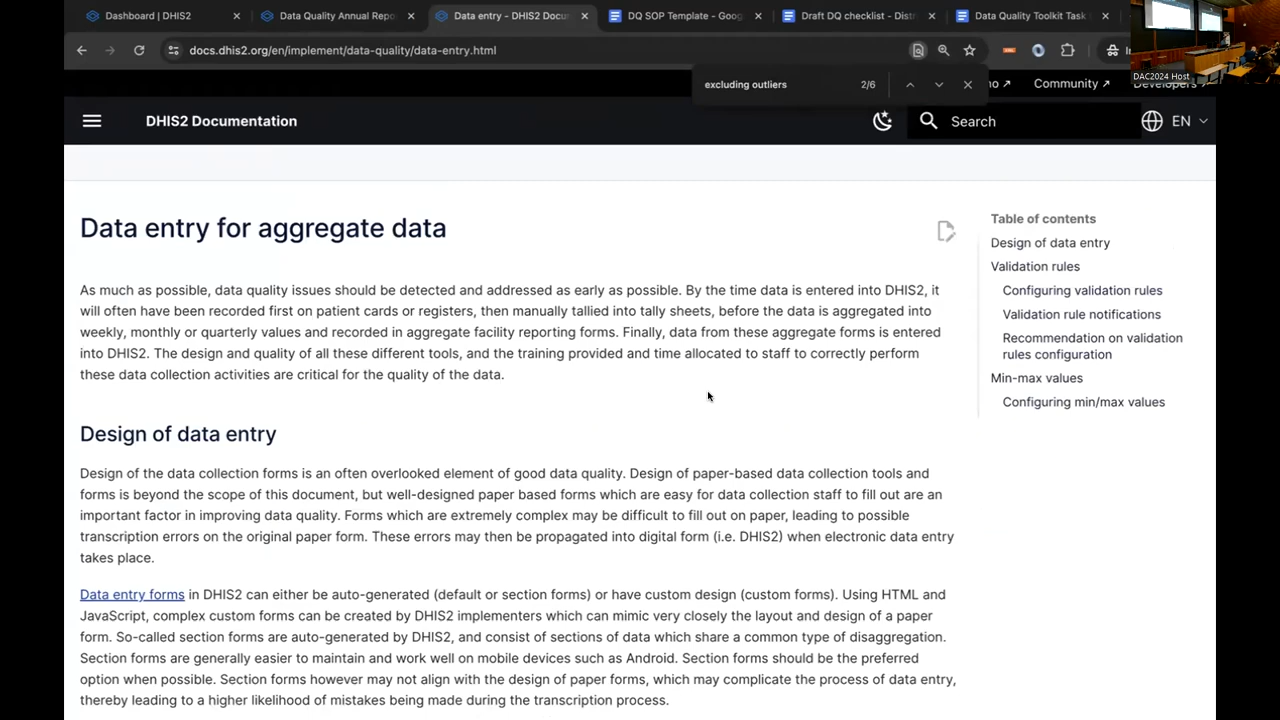 Dashboard | DHIS2
Data Quality Annual Repo
Data entry - DHIS2 Docu
DQ SOP Template - Goog
Draft DQ checklist - Distr
Data Quality Toolkit Task
docs.dhis2.org/en/implement/data-quality/data-entry.html
DAC2024 Host
excluding outliers
2/6
Community ↗
Developers
DHIS2 Documentation
Search
EN
Data entry for aggregate data
As much as possible, data quality issues should be detected and addressed as early as possible. By the time data is entered into DHIS2, it
will often have been recorded first on patient cards or registers, then manually tallied into tally sheets, before the data is aggregated into
weekly, monthly or quarterly values and recorded in aggregate facility reporting forms. Finally, data from these aggregate forms is entered
into DHIS2. The design and quality of all these different tools, and the training provided and time allocated to staff to correctly perform
these data collection activities are critical for the quality of the data.
Design of data entry
Design of the data collection forms is an often overlooked element of good data quality. Design of paper-based data collection tools and
forms is beyond the scope of this document, but well-designed paper based forms which are easy for data collection staff to fill out are an
important factor in improving data quality. Forms which are extremely complex may be difficult to fill out on paper, leading to possible
transcription errors on the original paper form. These errors may then be propagated into digital form (i.e. DHIS2) when electronic data entry
takes place.
Data entry forms in DHIS2 can either be auto-generated (default or section forms) or have custom design (custom forms). Using HTML and
JavaScript, complex custom forms can be created by DHIS2 implementers which can mimic very closely the layout and design of a paper
form. So-called section forms are auto-generated by DHIS2, and consist of sections of data which share a common type of disaggregation.
Section forms are generally easier to maintain and work well on mobile devices such as Android. Section forms should be the preferred
option when possible. Section forms however may not align with the design of paper forms, which may complicate the process of data entry,
thereby leading to a higher likelihood of mistakes being made during the transcription process.
Table of contents
Design of data entry
Validation rules
Configuring validation rules
Validation rule notifications
Recommendation on validation
rules configuration
Min-max values
Configuring min/max values